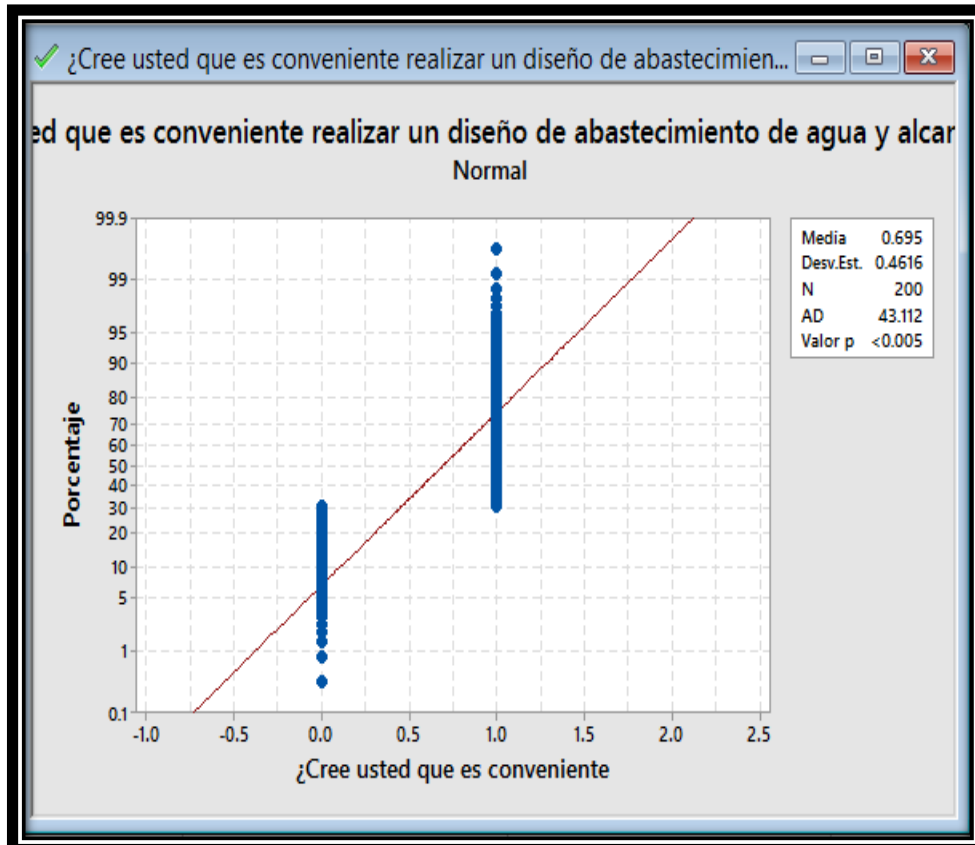 ¿Cree usted que es conveniente realizar un diseño de abastecimien...
ed que es conveniente realizar un diseño de abastecimiento de agua y alcar
Normal
Media 0.695
Desv.Est. 0.4616
N 200
AD 43.112
Valor p <0.005
Porcentaje
99.9
99
95
90
80
70
60
50
40
30
20
10
5
1
0.1
-1.0 -0.5 0.0 0.5 1.0 1.5 2.0 2.5
¿Cree usted que es conveniente